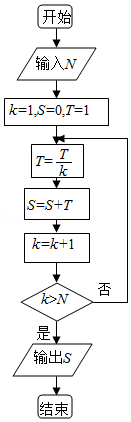 开始
输入N
k=1,S=0,T=1
T=T/k
S=S+T
k=k+1
k>N
否
是
输出S
结束